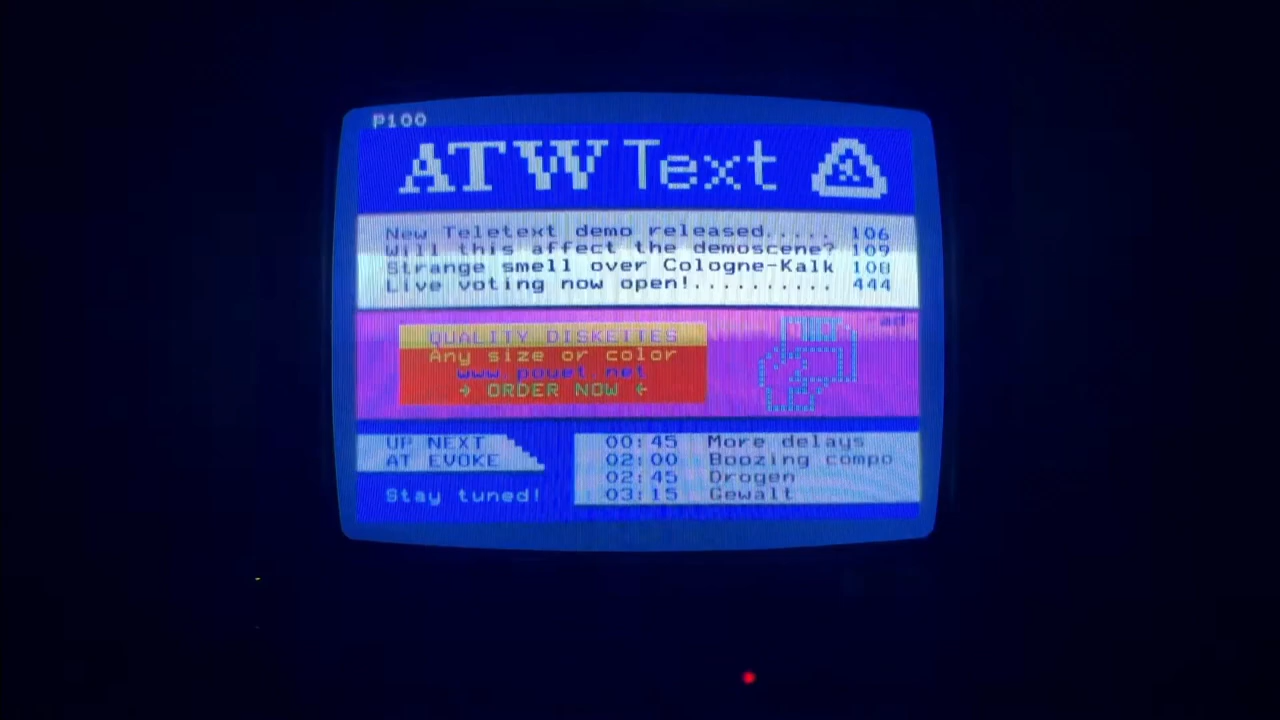 P100
ATW Text
New Teletext demo released..... 106
Will this affect the demoscene? 109
Strange smell over Cologne-Kalk 108
Live voting now open!.......... 444
ad
QUALITY DISKETTES
Any size or color
www.pouet.net
→ ORDER NOW ←
UP NEXT
AT EVOKE
Stay tuned!
00:45 More delays
02:00 Boozing compo
02:45 Drogen
03:15 Gewalt